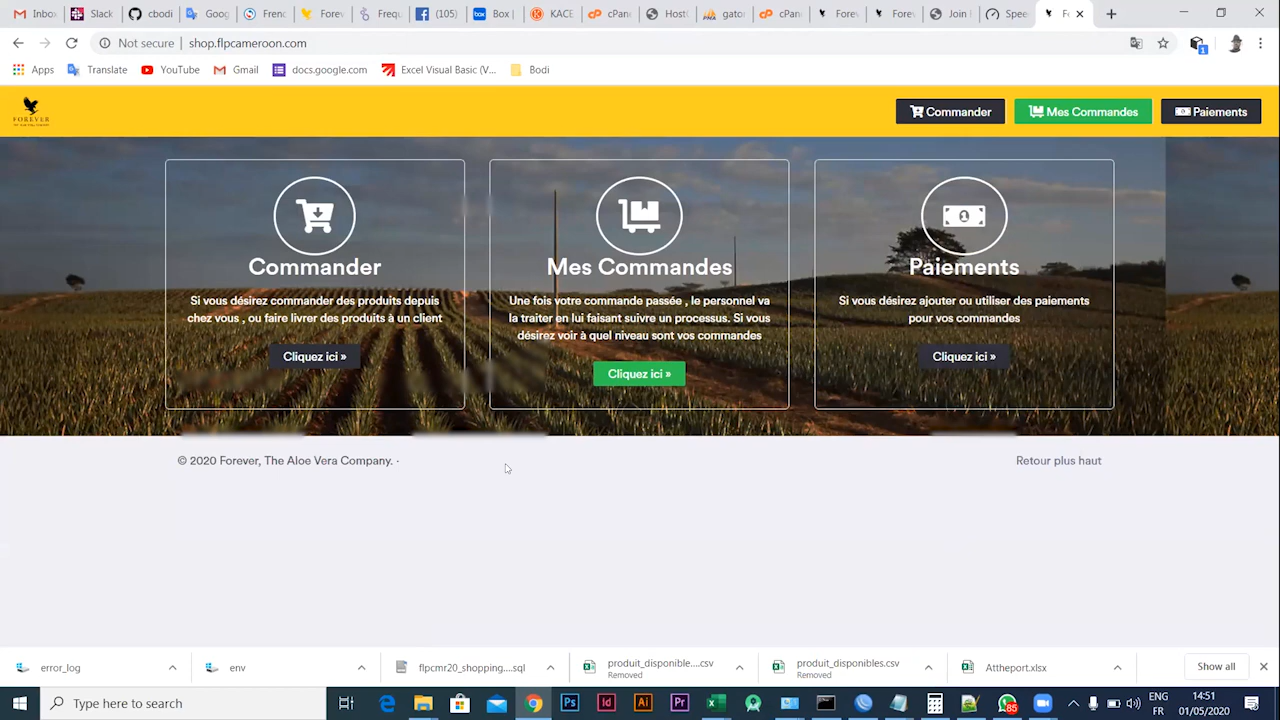 Inbox
Slack
cbodi
Goog
Frenc
Forev
Frequ
(105)
Box
KACE
cPan
Host
gator
cPan
Forev
Forev
Join
Spee
Fo
Not secure
shop.flpcameroon.com
Apps
Translate
YouTube
Gmail
docs.google.com
Excel Visual Basic (V...
Bodi
FOREVER
Commander
Mes Commandes
Paiements
Commander
Si vous désirez commander des produits depuis
chez vous , ou faire livrer des produits à un client
Cliquez ici »
Mes Commandes
Une fois votre commande passée , le personnel va
la traiter en lui faisant suivre un processus. Si vous
désirez voir à quel niveau sont vos commandes
Cliquez ici »
Paiements
Si vous désirez ajouter ou utiliser des paiements
pour vos commandes
Cliquez ici »
© 2020 Forever, The Aloe Vera Company. ·
Retour plus haut
error_log
env
flpcmr20_shopping....sql
produit_disponible....csv
Removed
produit_disponibles.csv
Removed
Attheport.xlsx
Show all
Type here to search
85
ENG
FR
14:51
01/05/2020